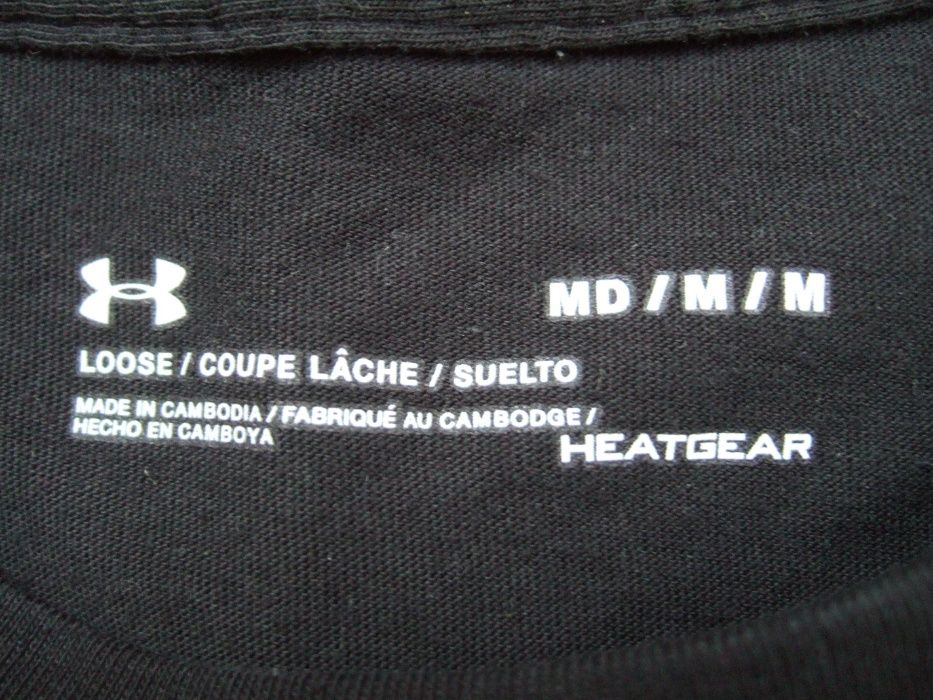 MD / M / M
LOOSE / COUPE LÂCHE / SUELTO
MADE IN CAMBODIA / FABRIQUÉ AU CAMBODGE /
HECHO EN CAMBOYA
HEATGEAR